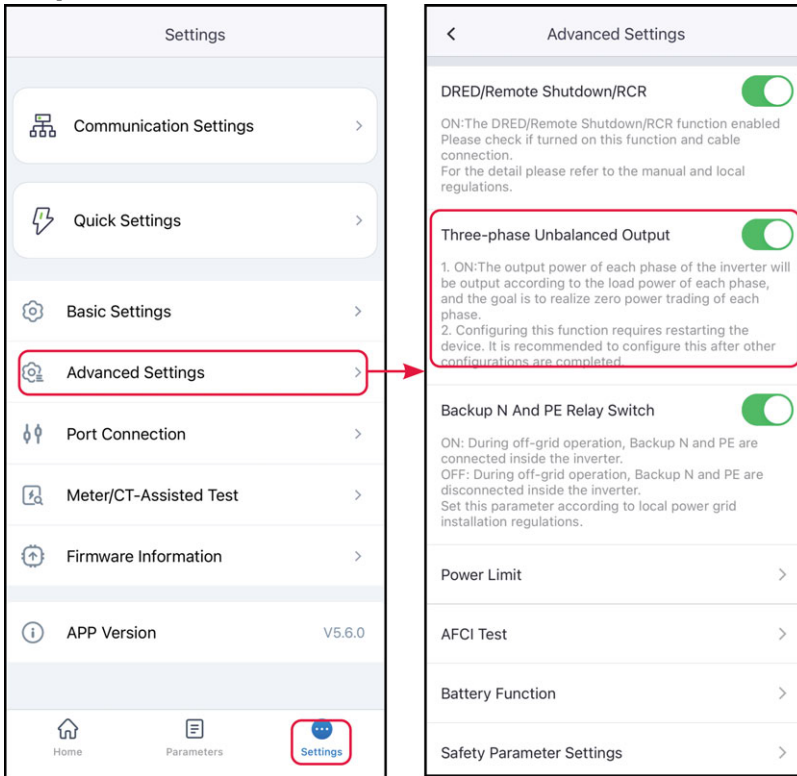 Settings
Communication Settings
Quick Settings
Basic Settings
Advanced Settings
Port Connection
Meter/CT-Assisted Test
Firmware Information
APP Version V5.6.0
Home Parameters Settings
Advanced Settings
DRED/Remote Shutdown/RCR
ON:The DRED/Remote Shutdown/RCR function enabled
Please check if turned on this function and cable
connection.
For the detail please refer to the manual and local
regulations.
Three-phase Unbalanced Output
1. ON:The output power of each phase of the inverter will
be output according to the load power of each phase,
and the goal is to realize zero power trading of each
phase.
2. Configuring this function requires restarting the
device. It is recommended to configure this after other
configurations are completed.
Backup N And PE Relay Switch
ON: During off-grid operation, Backup N and PE are
connected inside the inverter.
OFF: During off-grid operation, Backup N and PE are
disconnected inside the inverter.
Set this parameter according to local power grid
installation regulations.
Power Limit
AFCI Test
Battery Function
Safety Parameter Settings